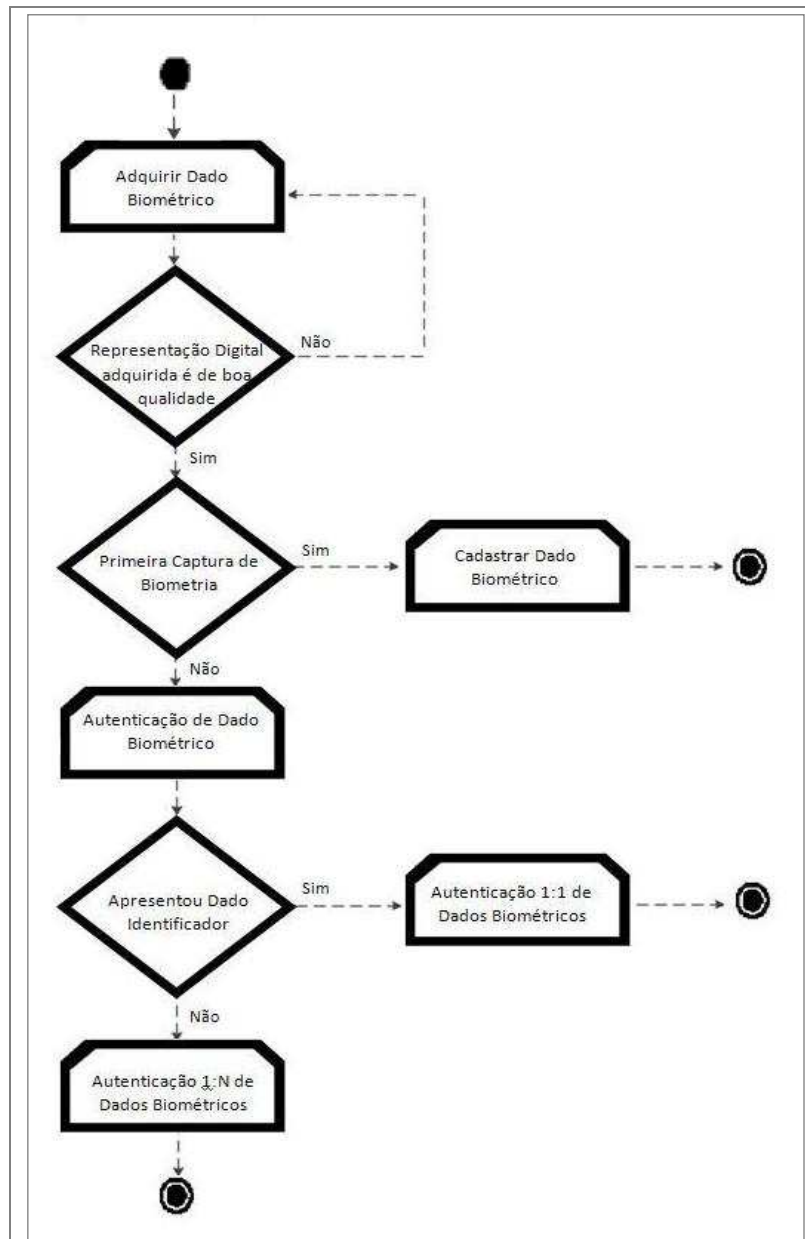 Adquirir Dado
Biométrico
Representação Digital
adquirida é de boa
qualidade
Não
Sim
Primeira Captura de
Biometria
Sim
Cadastrar Dado
Biométrico
Não
Autenticação de Dado
Biométrico
Apresentou Dado
Identificador
Sim
Autenticação 1:1 de
Dados Biométricos
Não
Autenticação 1:N de
Dados Biométricos